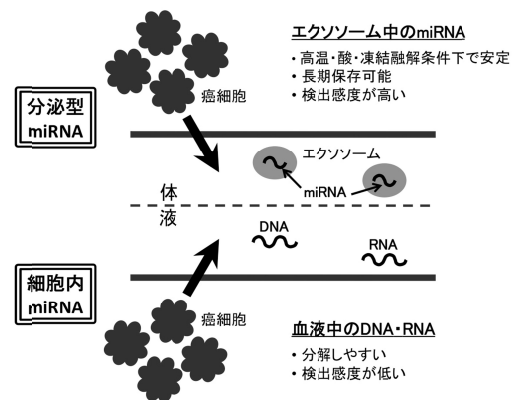 エクソソーム中のmiRNA
・高温・酸・凍結融解条件下で安定
・長期保存可能
・検出感度が高い
癌細胞
分泌型
miRNA
エクソソーム
miRNA
体
液
DNA
RNA
細胞内
miRNA
癌細胞
血液中のDNA・RNA
・分解しやすい
・検出感度が低い